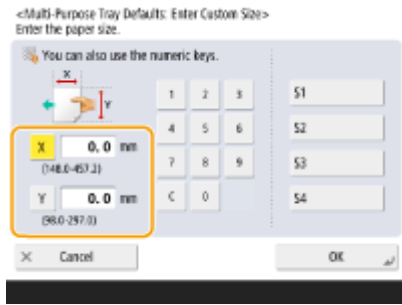 <Multi-Purpose Tray Defaults: Enter Custom Size>
Enter the paper size.
You can also use the numeric keys.
X
Y
1 2 3
4 5 6
7 8 9
C 0
X 0.0 mm
(148.0-457.2)
Y 0.0 mm
(98.0-297.0)
S1
S2
S3
S4
× Cancel
OK